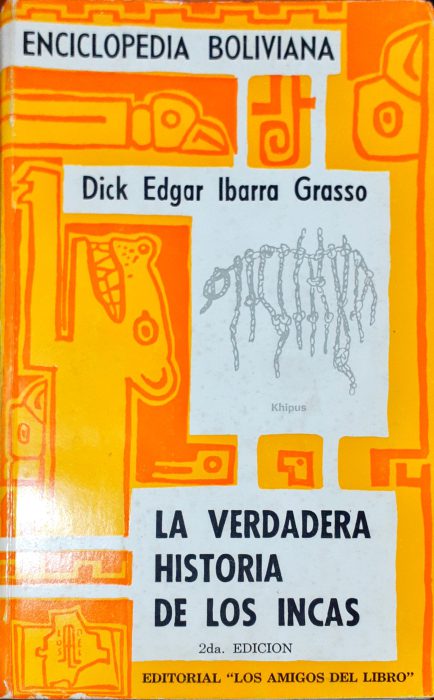 ENCICLOPEDIA BOLIVIANA
Dick Edgar Ibarra Grasso
Khipus
LA VERDADERA
HISTORIA
DE LOS INCAS
2da. EDICION
EDITORIAL "LOS AMIGOS DEL LIBRO"